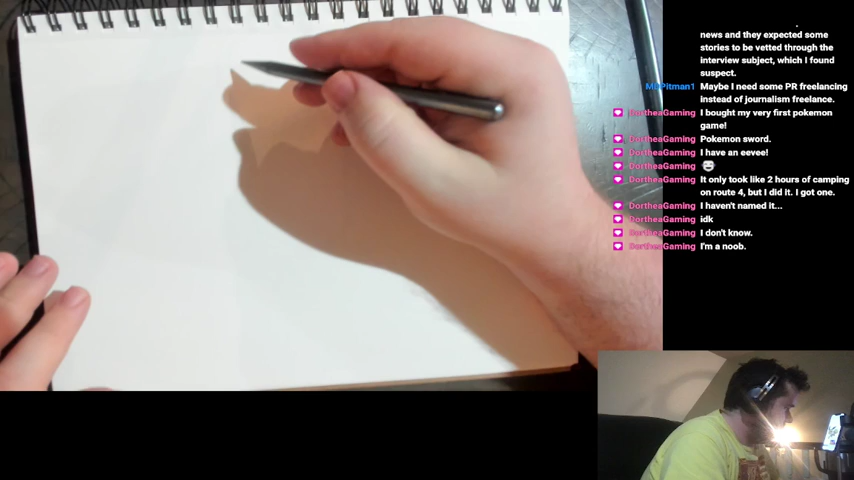 news and they expected some
stories to be vetted through the
interview subject, which I found
suspect.
Maybe I need some PR freelancing
instead of journalism freelance.
DortheaGaming I bought my very first pokemon
game!
DortheaGaming Pokemon sword.
DortheaGaming I have an eevee!
DortheaGaming
DortheaGaming It only took like 2 hours of camping
on route 4, but I did it. I got one.
DortheaGaming I haven't named it...
DortheaGaming idk
DortheaGaming I don't know.
DortheaGaming I'm a noob.